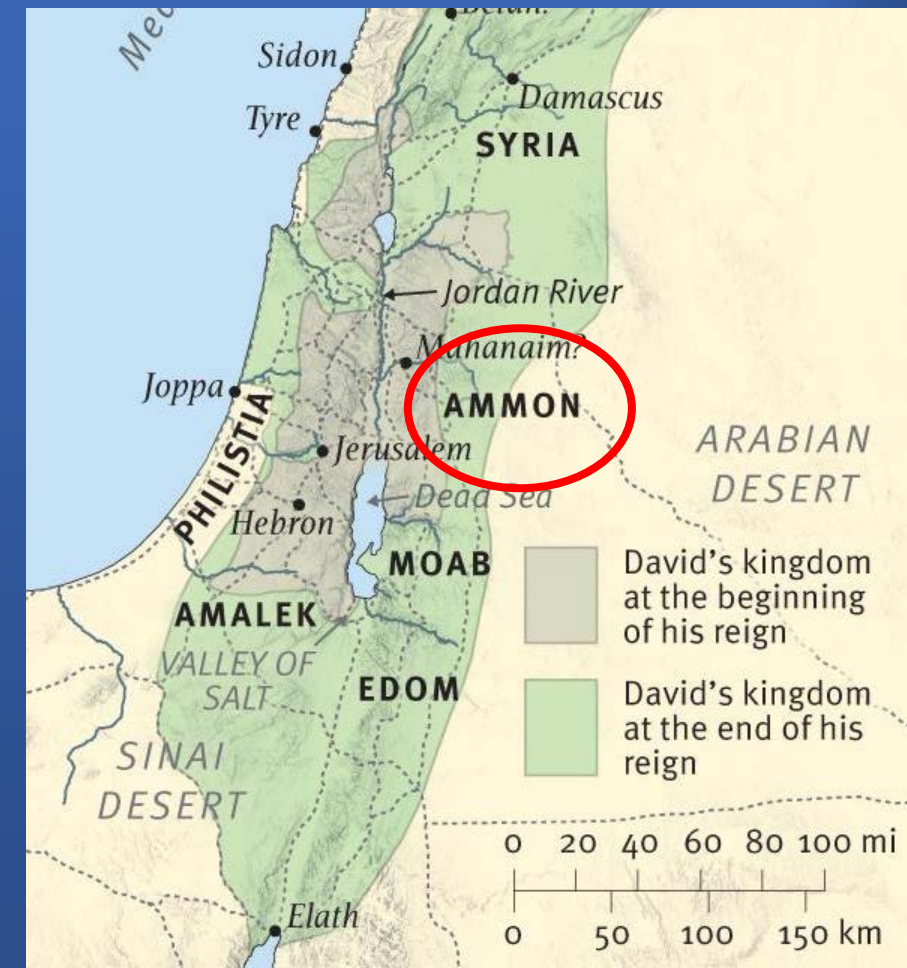 Med
Sidon
Damascus
Tyre
SYRIA
Jordan River
Mahanaim?
Joppa
AMMON
PHILISTIA
Jerusalem
ARABIAN
DESERT
Dead Sea
Hebron
MOAB
AMALEK
VALLEY OF
SALT
EDOM
SINAI
DESERT
Elath
David’s kingdom
at the beginning
of his reign
David’s kingdom
at the end of his
reign
0 20 40 60 80 100 mi
0 50 100 150 km